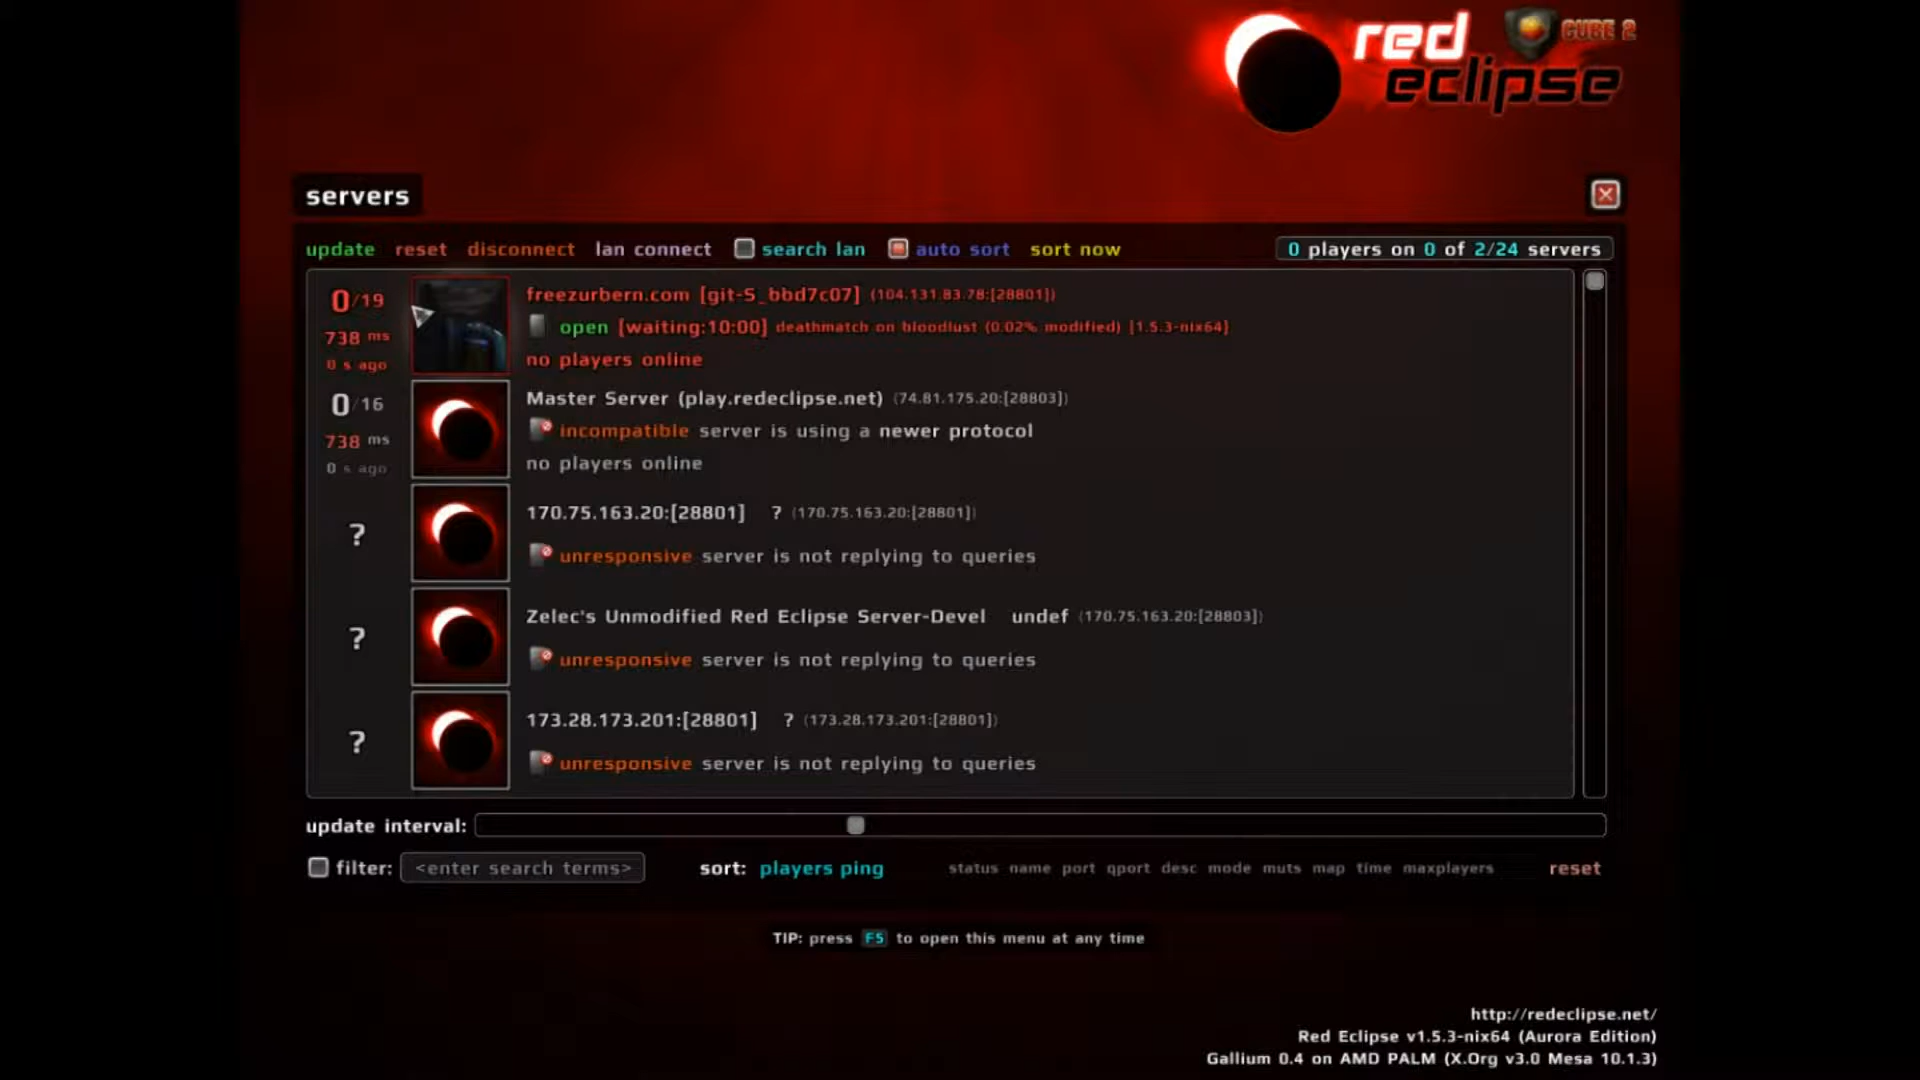 red CUBE 2
eclipse
servers
update reset disconnect lan connect search lan auto sort sort now 0 players on 0 of 2/24 servers
0/19 freezurbern.com [git-S_bbd7c07] (104.131.83.78:[28801])
738 ms open [waiting:10:00] deathmatch on bloodlust (0.02% modified) [1.5.3-nix64]
0 s ago no players online
0/16 Master Server (play.redeclipse.net) (74.81.175.20:[28803])
738 ms incompatible server is using a newer protocol
0 s ago no players online
170.75.163.20:[28801] ? (170.75.163.20:[28801])
?
unresponsive server is not replying to queries
Zelec's Unmodified Red Eclipse Server-Devel undef (170.75.163.20:[28803])
?
unresponsive server is not replying to queries
173.28.173.201:[28801] ? (173.28.173.201:[28801])
?
unresponsive server is not replying to queries
update interval:
filter: <enter search terms> sort: players ping status name port qport desc mode muts map time maxplayers reset
TIP: press F5 to open this menu at any time
http://redeclipse.net/
Red Eclipse v1.5.3-nix64 (Aurora Edition)
Gallium 0.4 on AMD PALM (X.Org v3.0 Mesa 10.1.3)